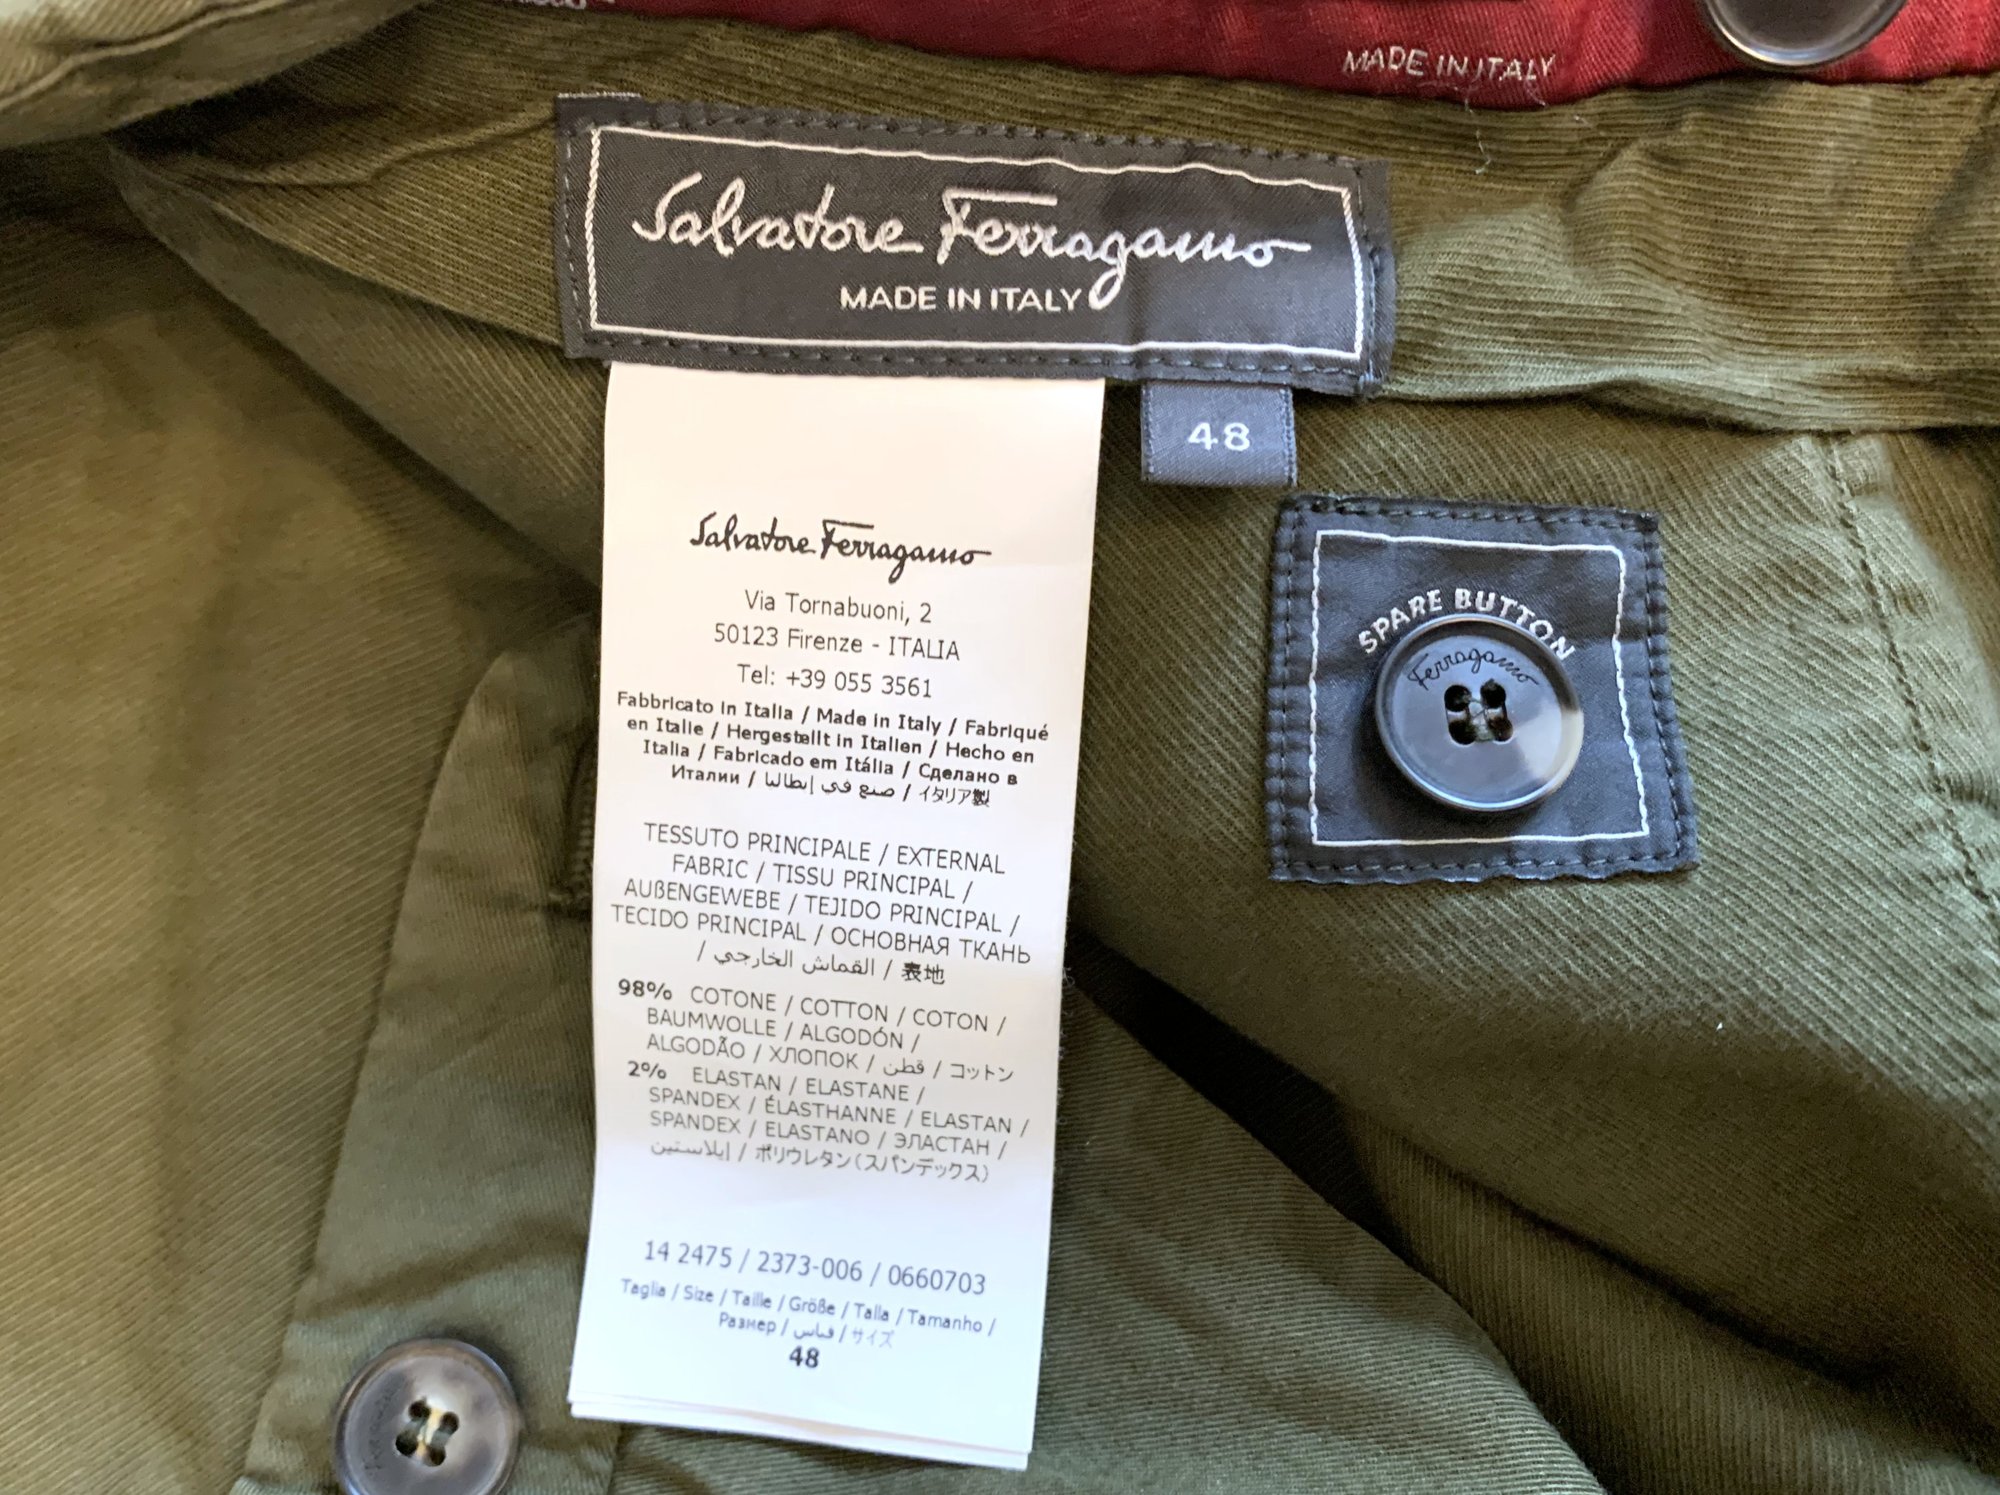 MADE IN ITALY
Salvatore Ferragamo
MADE IN ITALY
48
SPARE BUTTON
Ferragamo
Salvatore Ferragamo
Via Tornabuoni, 2
50123 Firenze - ITALIA
Tel: +39 055 3561
Fabbricato in Italia / Made in Italy / Fabriqué
en Italie / Hergestellt in Italien / Hecho en
Italia / Fabricado em Itália / Сделано в
Италии / صنع في إيطاليا / イタリア製
TESSUTO PRINCIPALE / EXTERNAL
FABRIC / TISSU PRINCIPAL /
AUßENGEWEBE / TEJIDO PRINCIPAL /
TECIDO PRINCIPAL / ОСНОВНАЯ ТКАНЬ
/ القماش الخارجي / 表地
98% COTONE / COTTON / COTON /
BAUMWOLLE / ALGODÓN /
ALGODÃO / ХЛОПОК / قطن / コットン
2% ELASTAN / ELASTANE /
SPANDEX / ÉLASTHANNE / ELASTAN /
SPANDEX / ELASTANO / ЭЛАСТАН /
إيلاستين / ポリウレタン(スパンデックス)
14 2475 / 2373-006 / 0660703
Taglia / Size / Taille / Größe / Talla / Tamanho /
Размер / قياس / サイズ
48